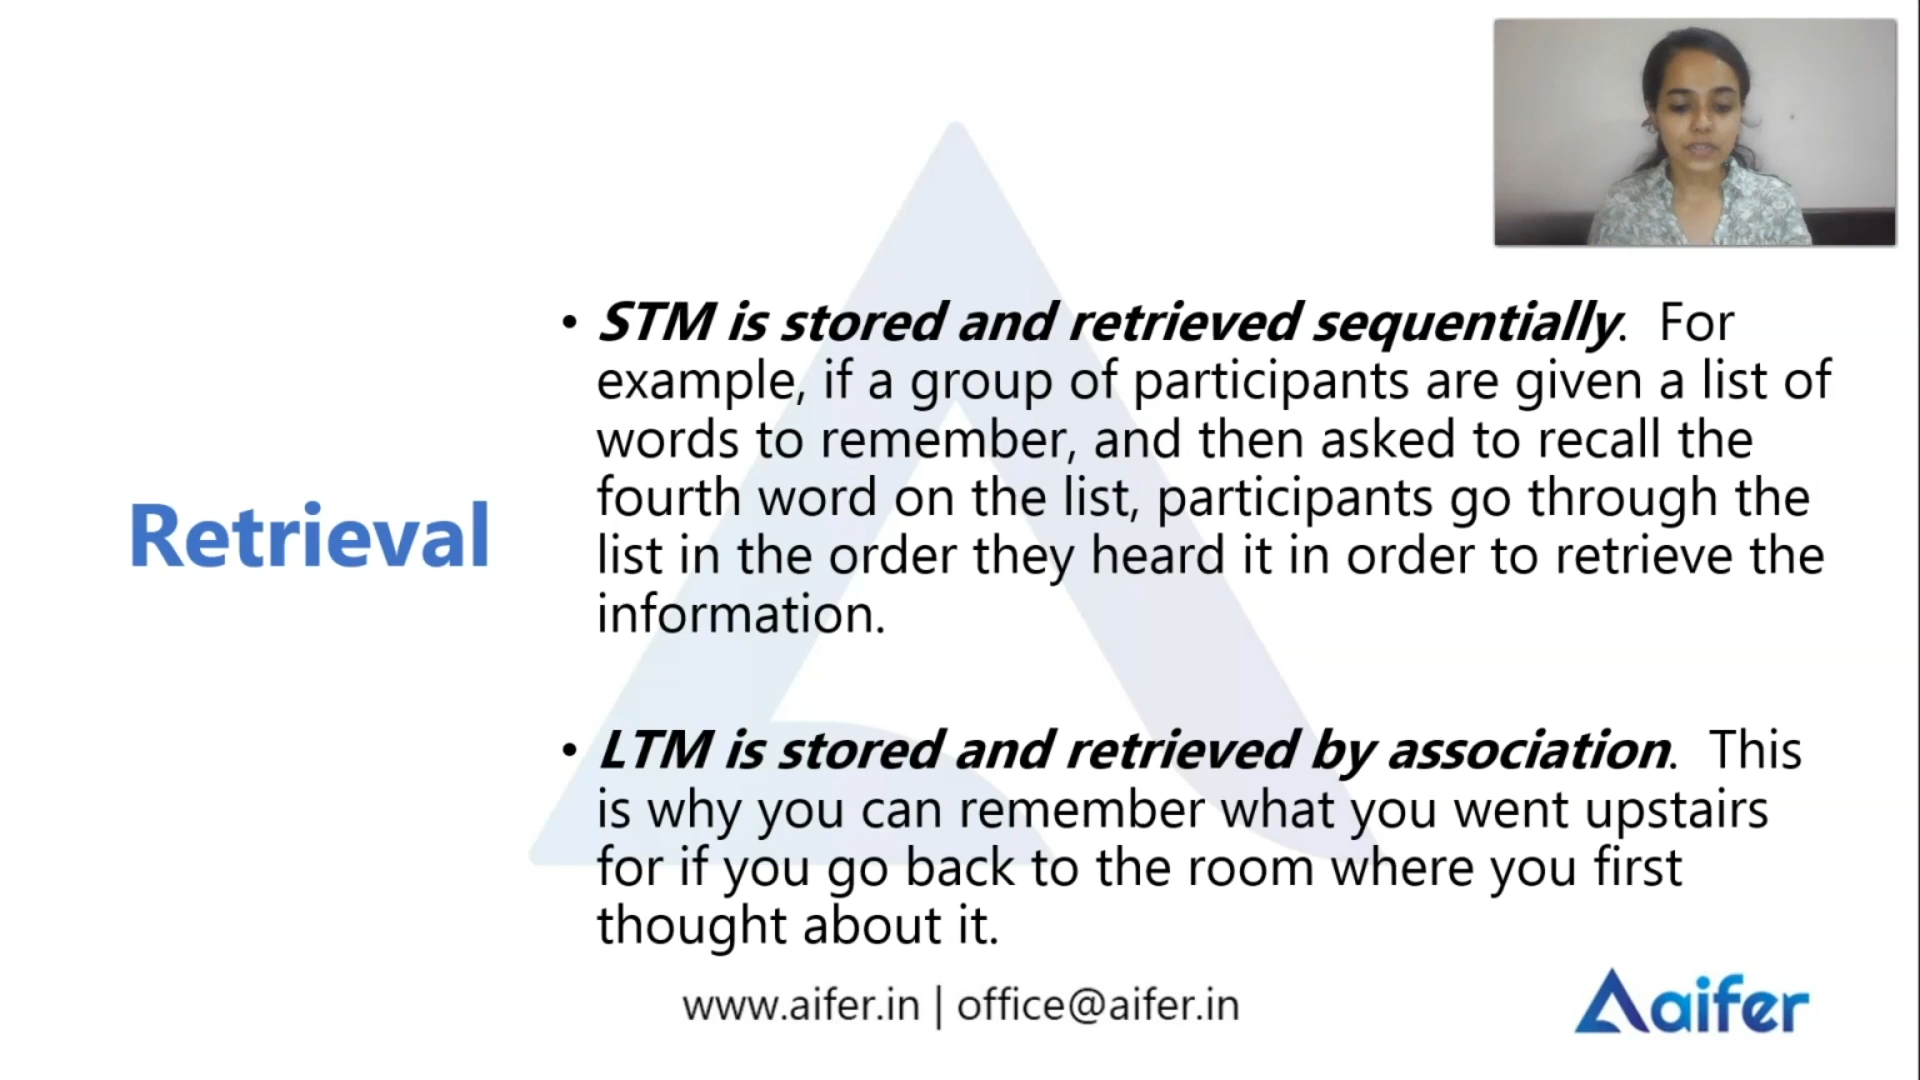 Retrieval
• STM is stored and retrieved sequentially.  For
example, if a group of participants are given a list of
words to remember, and then asked to recall the
fourth word on the list, participants go through the
list in the order they heard it in order to retrieve the
information.
• LTM is stored and retrieved by association.  This
is why you can remember what you went upstairs
for if you go back to the room where you first
thought about it.
www.aifer.in | office@aifer.in
aifer